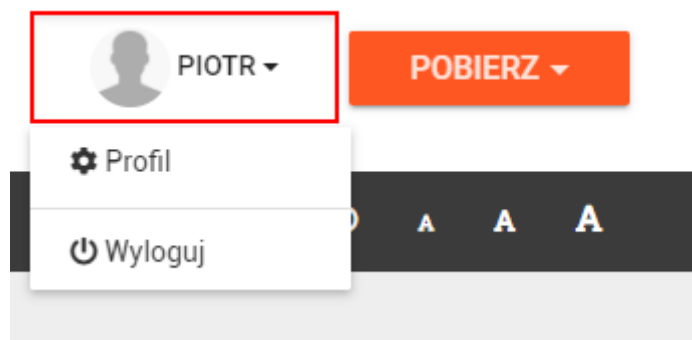 PIOTR
POBIERZ
Profil
A A A
Wyloguj